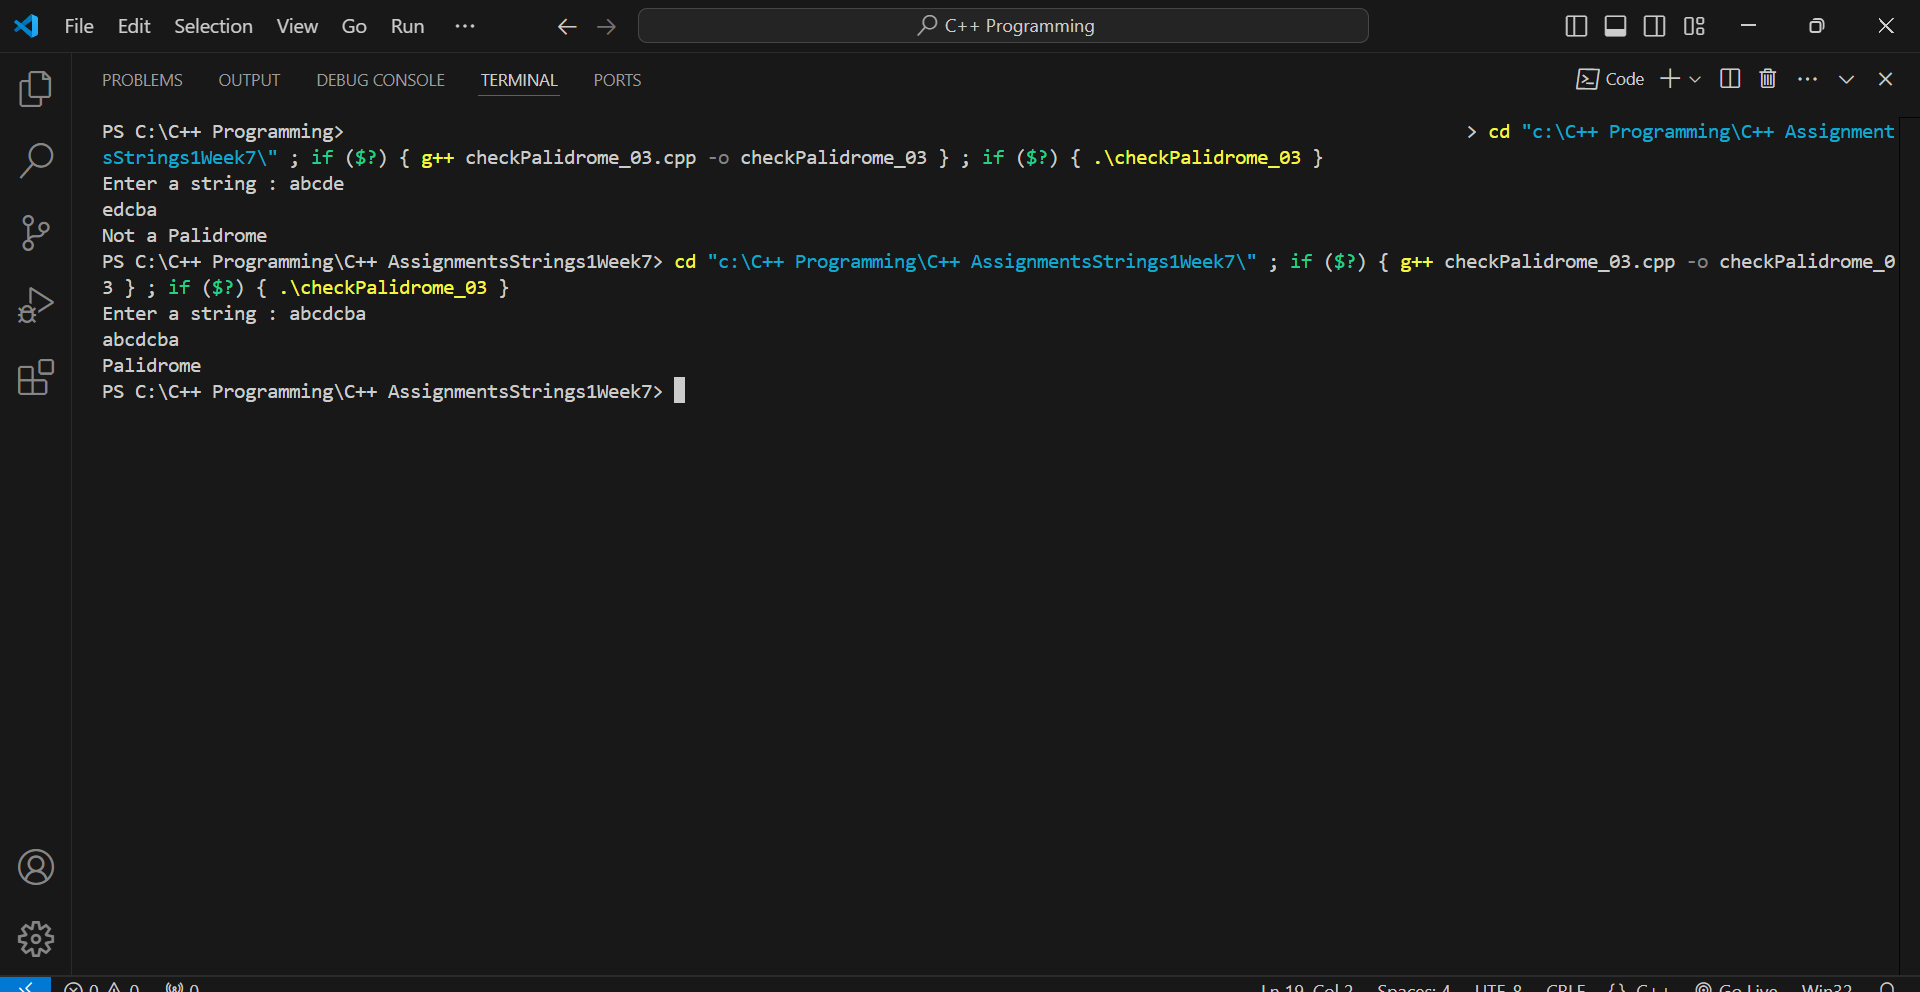 File Edit Selection View Go Run ···
C++ Programming
PROBLEMS OUTPUT DEBUG CONSOLE TERMINAL PORTS
Code
PS C:\C++ Programming> > cd "c:\C++ Programming\C++ Assignment
sStrings1Week7\" ; if ($?) { g++ checkPalidrome_03.cpp -o checkPalidrome_03 } ; if ($?) { .\checkPalidrome_03 }
Enter a string : abcde
edcba
Not a Palidrome
PS C:\C++ Programming\C++ AssignmentsStrings1Week7> cd "c:\C++ Programming\C++ AssignmentsStrings1Week7\" ; if ($?) { g++ checkPalidrome_03.cpp -o checkPalidrome_0
3 } ; if ($?) { .\checkPalidrome_03 }
Enter a string : abcdcba
abcdcba
Palidrome
PS C:\C++ Programming\C++ AssignmentsStrings1Week7>
0 0 0 Ln 19, Col 2 Spaces: 4 UTF-8 CRLF {} C++ Go Live Win32